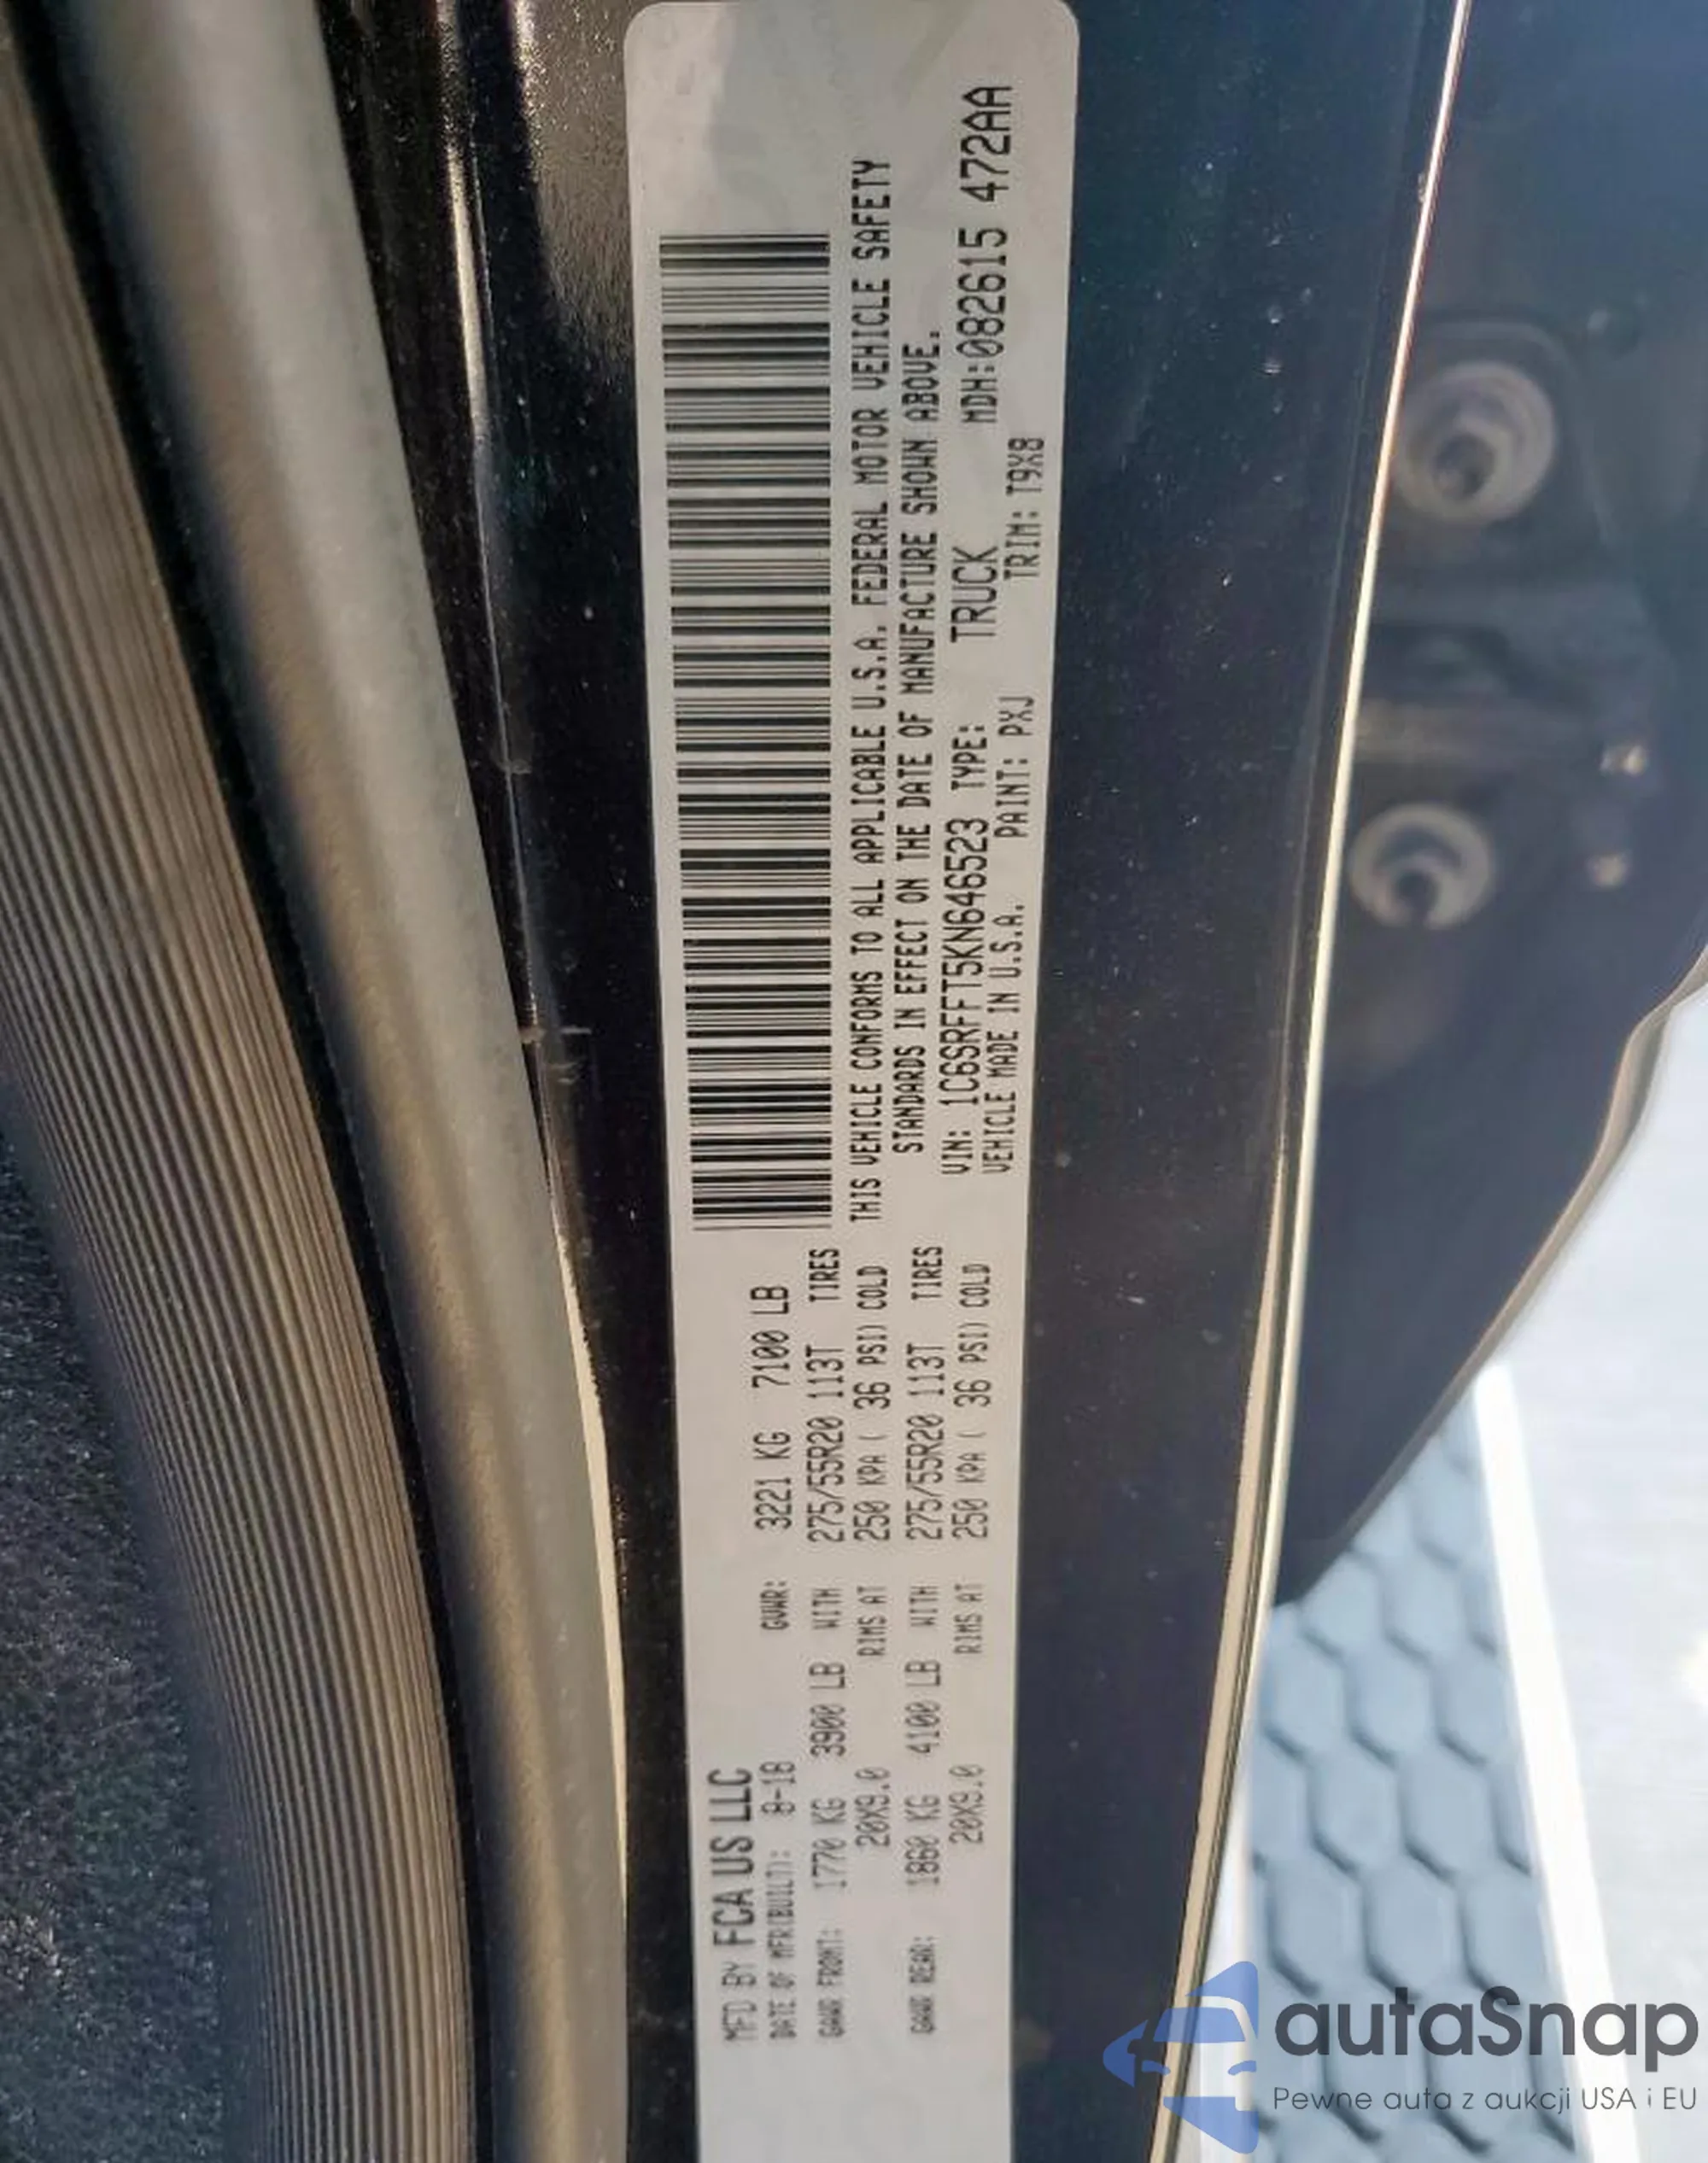 MFD BY FCA US LLC
DATE OF MFR(BUILT): 8-18 GVWR: 3221 KG 7100 LB
GAWR FRONT: 1770 KG 3900 LB WITH 275/55R20 113T TIRES
20X9.0 RIMS AT 250 KPA ( 36 PSI) COLD
GAWR REAR: 1860 KG 4100 LB WITH 275/55R20 113T TIRES
20X9.0 RIMS AT 250 KPA ( 36 PSI) COLD
THIS VEHICLE CONFORMS TO ALL APPLICABLE U.S.A. FEDERAL MOTOR VEHICLE SAFETY
STANDARDS IN EFFECT ON THE DATE OF MANUFACTURE SHOWN ABOVE.
VIN: 1C6SRFFT5KN646523 TYPE: TRUCK MDH:082615 472AA
VEHICLE MADE IN U.S.A. PAINT: PXJ TRIM: T9X8
autaSnap
Pewne auta z aukcji USA i EU